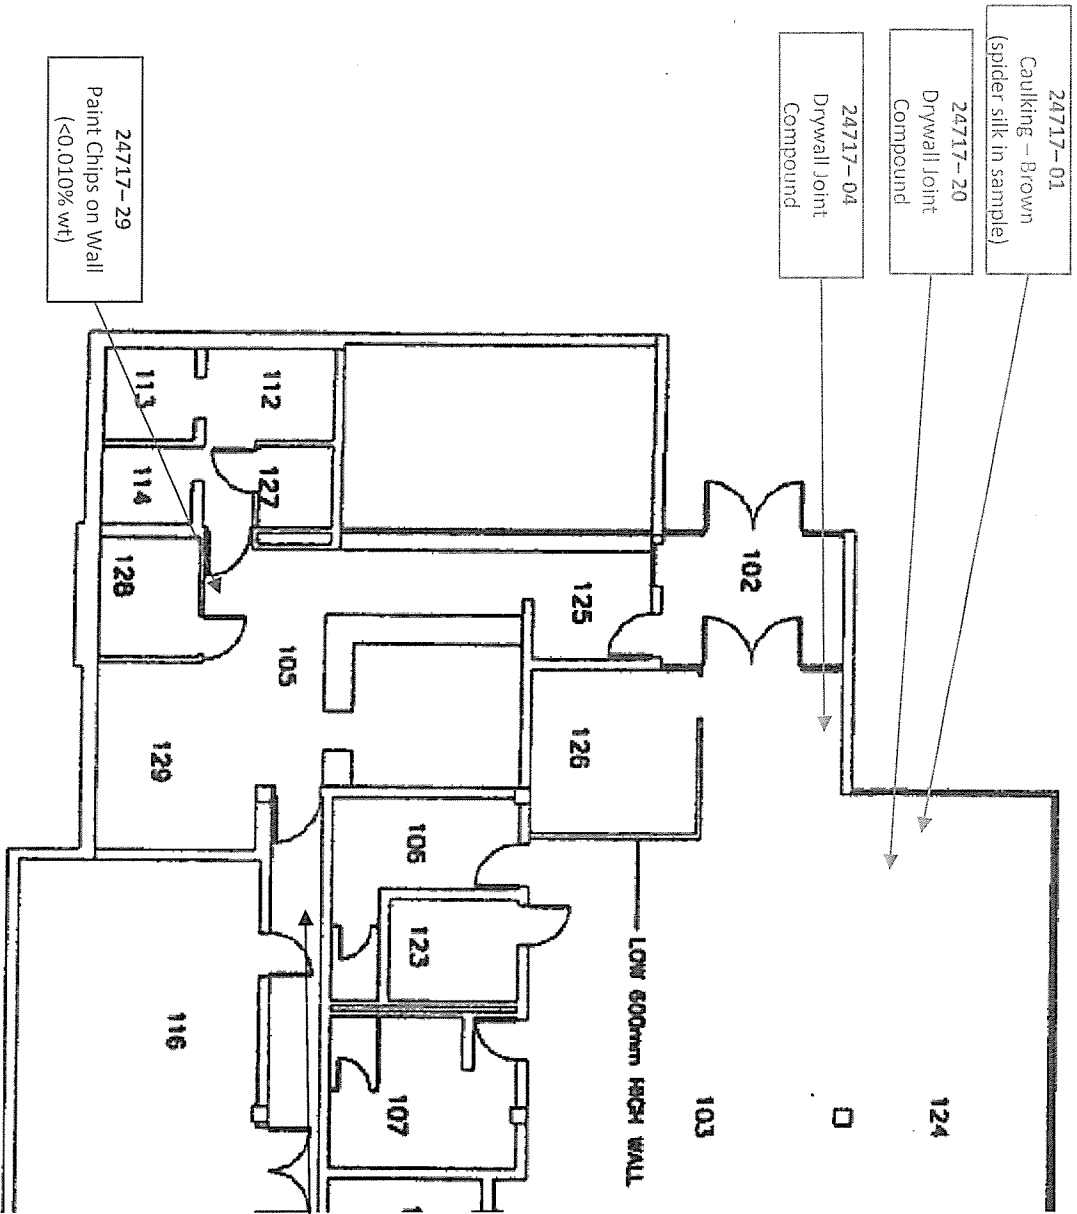 24717–01
Caulking – Brown
(spider silk in sample)
24717–20
Drywall Joint
Compound
24717–04
Drywall Joint
Compound
24717–29
Paint Chips on Wall
(<0.010% wt)
113
112
114
127
128
102
125
105
126
129
106
123
LOW 600mm HIGH WALL
116
107
103
124